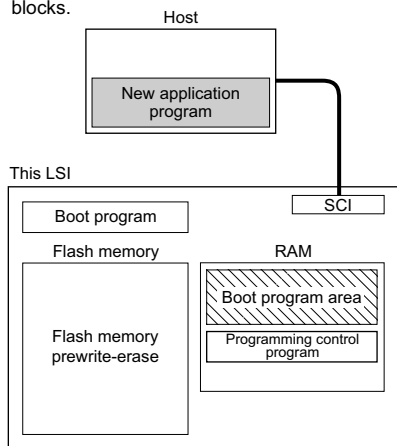 blocks.
Host
New application
program
This LSI
SCI
Boot program
Flash memory
RAM
Boot program area
Flash memory
prewrite-erase
Programming control
program